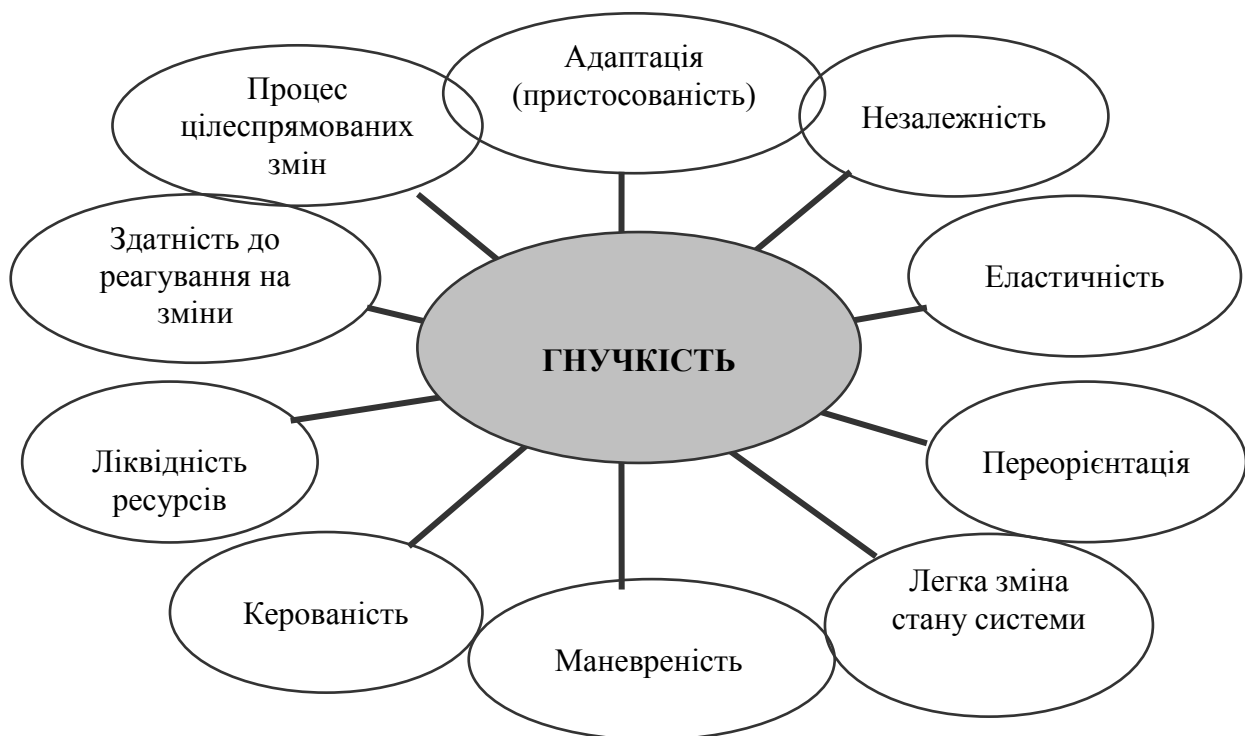 Адаптація
(пристосованість)
Процес
цілеспрямованих
змін
Незалежність
Здатність до
реагування на
зміни
Еластичність
ГНУЧКІСТЬ
Ліквідність
ресурсів
Переорієнтація
Керованість
Легка зміна
стану системи
Маневреність